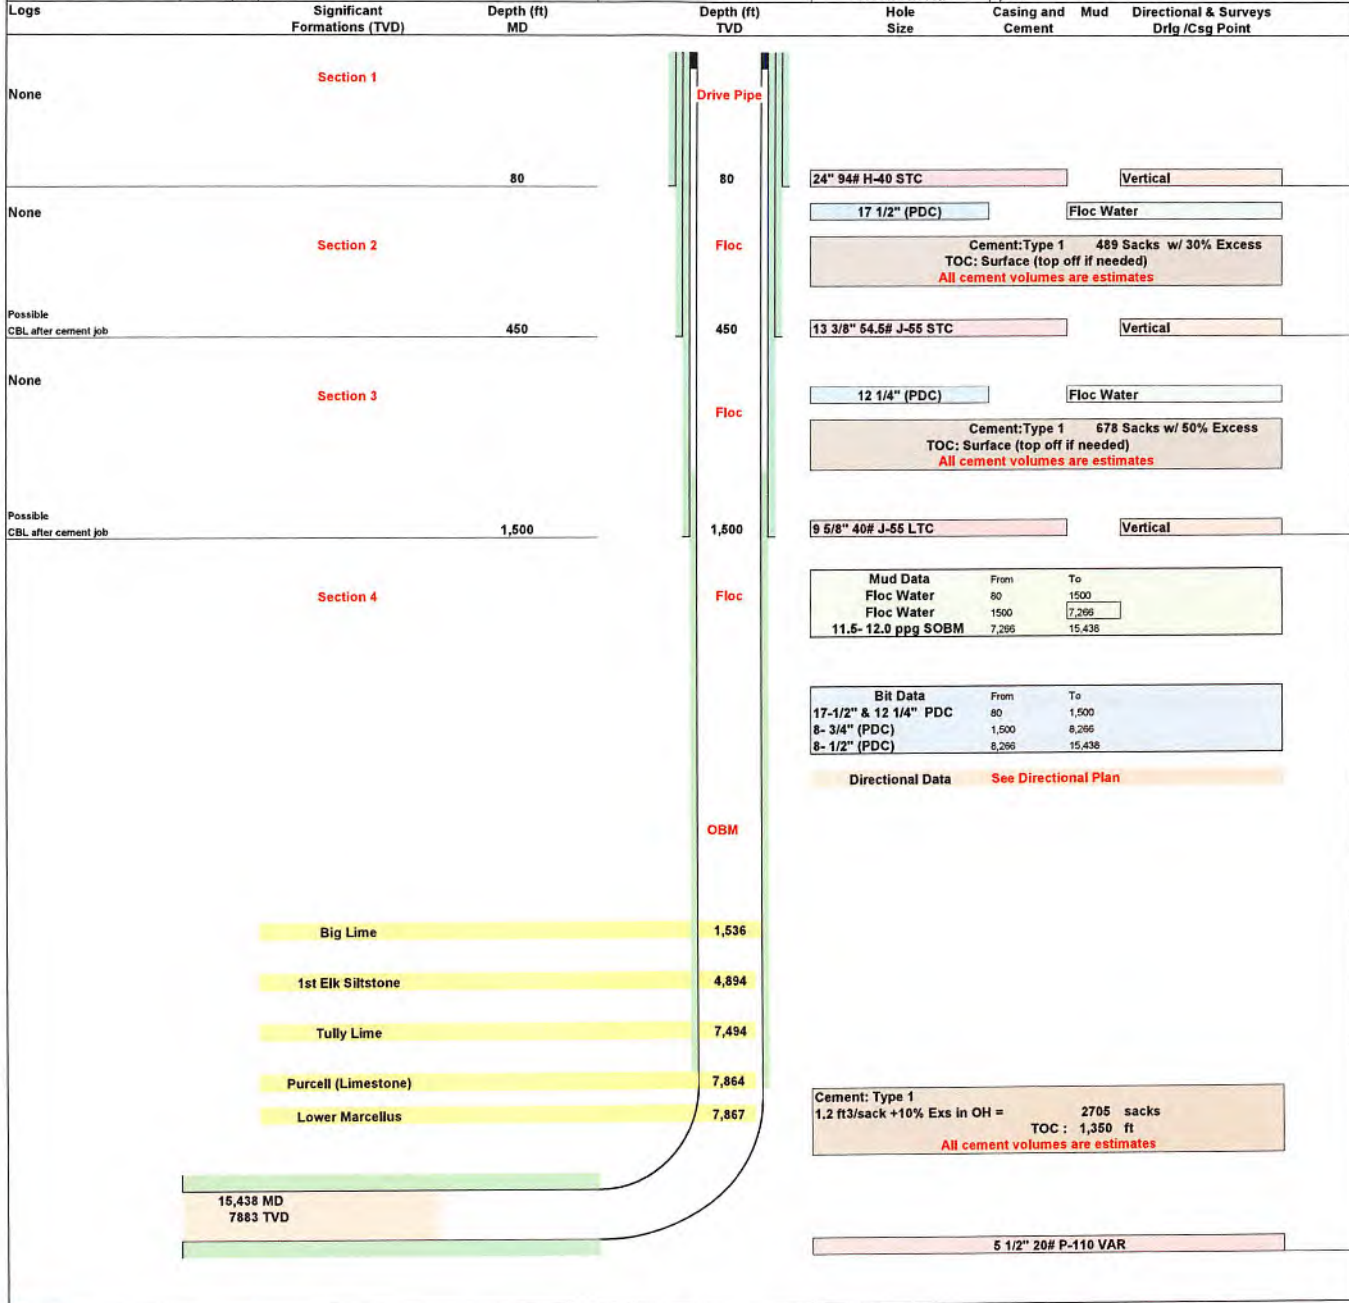 Logs Significant Depth (ft) Depth (ft) Hole Casing and Mud Directional & Surveys
Formations (TVD) MD TVD Size Cement Drlg /Csg Point
Section 1
None Drive Pipe
80 80 24" 94# H-40 STC Vertical
None 17 1/2" (PDC) Floc Water
Section 2 Floc Cement:Type 1 489 Sacks w/ 30% Excess
TOC: Surface (top off if needed)
All cement volumes are estimates
Possible
CBL after cement job 450 450 13 3/8" 54.5# J-55 STC Vertical
None
Section 3 12 1/4" (PDC) Floc Water
Floc
Cement:Type 1 678 Sacks w/ 50% Excess
TOC: Surface (top off if needed)
All cement volumes are estimates
Possible
CBL after cement job 1,500 1,500 9 5/8" 40# J-55 LTC Vertical
Mud Data From To
Section 4 Floc Floc Water 80 1500
Floc Water 1500 7,266
11.5- 12.0 ppg SOBM 7,266 15,438
Bit Data From To
17-1/2" & 12 1/4" PDC 80 1,500
8- 3/4" (PDC) 1,500 8,266
8- 1/2" (PDC) 8,266 15,438
Directional Data See Directional Plan
OBM
Big Lime 1,536
1st Elk Siltstone 4,894
Tully Lime 7,494
Purcell (Limestone) 7,864
Cement: Type 1
Lower Marcellus 7,867 1.2 ft3/sack +10% Exs in OH = 2705 sacks
TOC : 1,350 ft
All cement volumes are estimates
15,438 MD
7883 TVD
5 1/2" 20# P-110 VAR